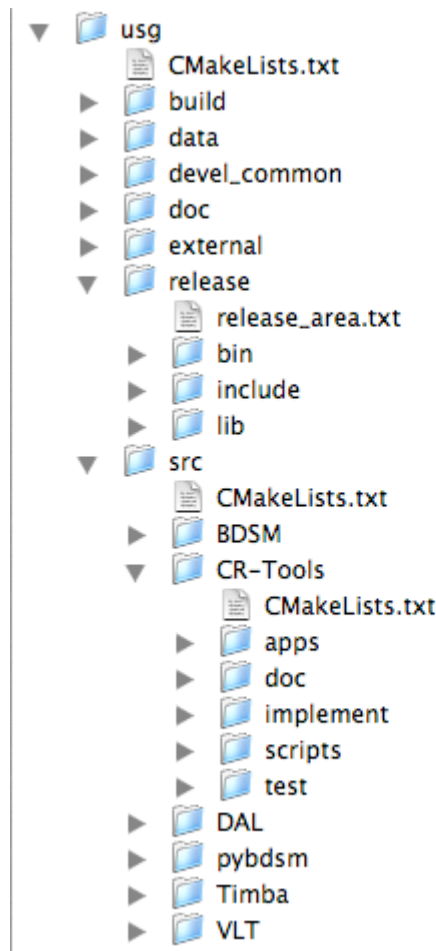 usg
CMakeLists.txt
build
data
devel_common
doc
external
release
release_area.txt
bin
include
lib
src
CMakeLists.txt
BDSM
CR-Tools
CMakeLists.txt
apps
doc
implement
scripts
test
DAL
pybdsm
Timba
VLT